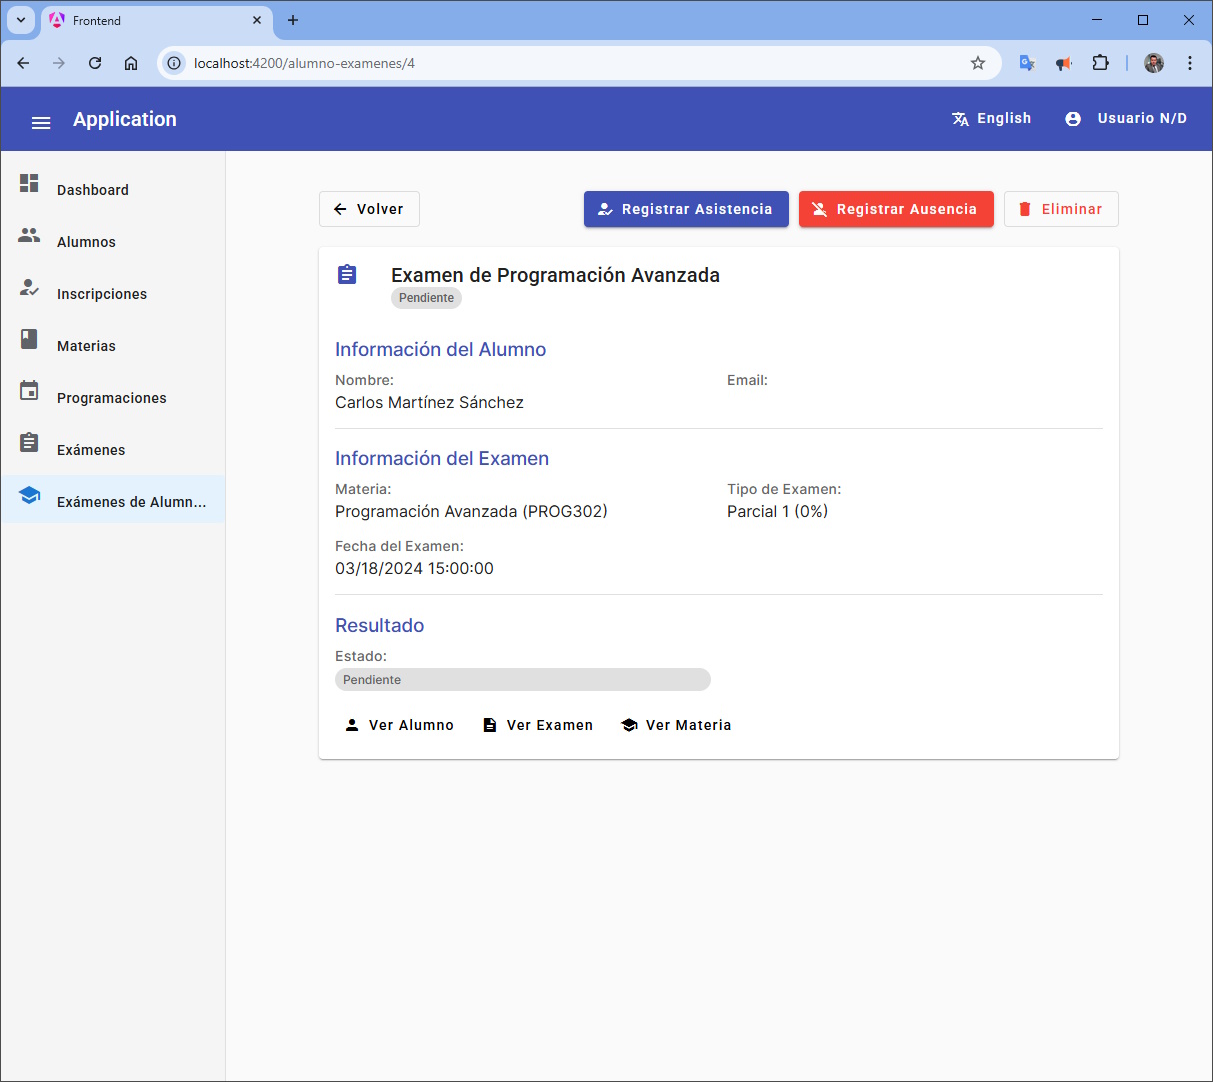 Frontend
localhost:4200/alumno-examenes/4
Application
English
Usuario N/D
Dashboard
Alumnos
Inscripciones
Materias
Programaciones
Exámenes
Exámenes de Alumn...
Volver
Registrar Asistencia
Registrar Ausencia
Eliminar
Examen de Programación Avanzada
Pendiente
Información del Alumno
Nombre:
Carlos Martínez Sánchez
Email:
Información del Examen
Materia:
Programación Avanzada (PROG302)
Tipo de Examen:
Parcial 1 (0%)
Fecha del Examen:
03/18/2024 15:00:00
Resultado
Estado:
Pendiente
Ver Alumno
Ver Examen
Ver Materia